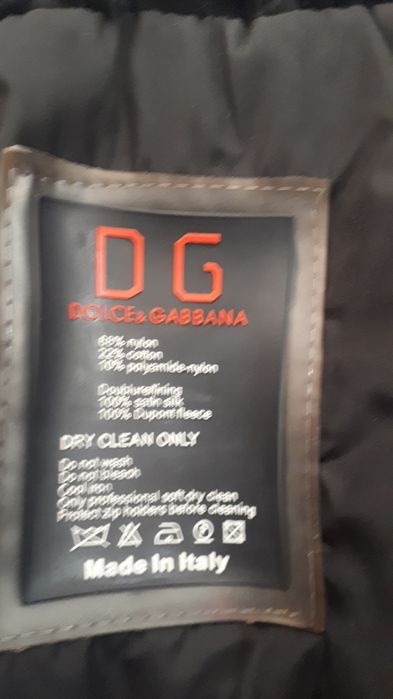 D G
DOLCE & GABBANA
68% nylon
22% cotton
10% polyamide-nylon
Doublurefining
100% satin silk
100% Dupont fleece
DRY CLEAN ONLY
Do not wash
Do not bleach
Cool iron
Only professional soft dry clean
Protect zip holders before cleaning
Made In Italy